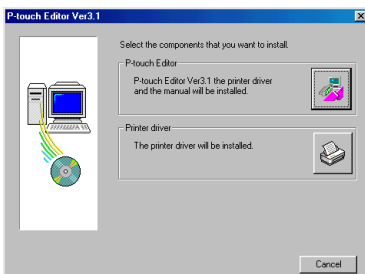 P-touch Editor Ver3.1
Select the components that you want to install.
P-touch Editor
P-touch Editor Ver3.1 the printer driver
and the manual will be installed.
Printer driver
The printer driver will be installed.
Cancel